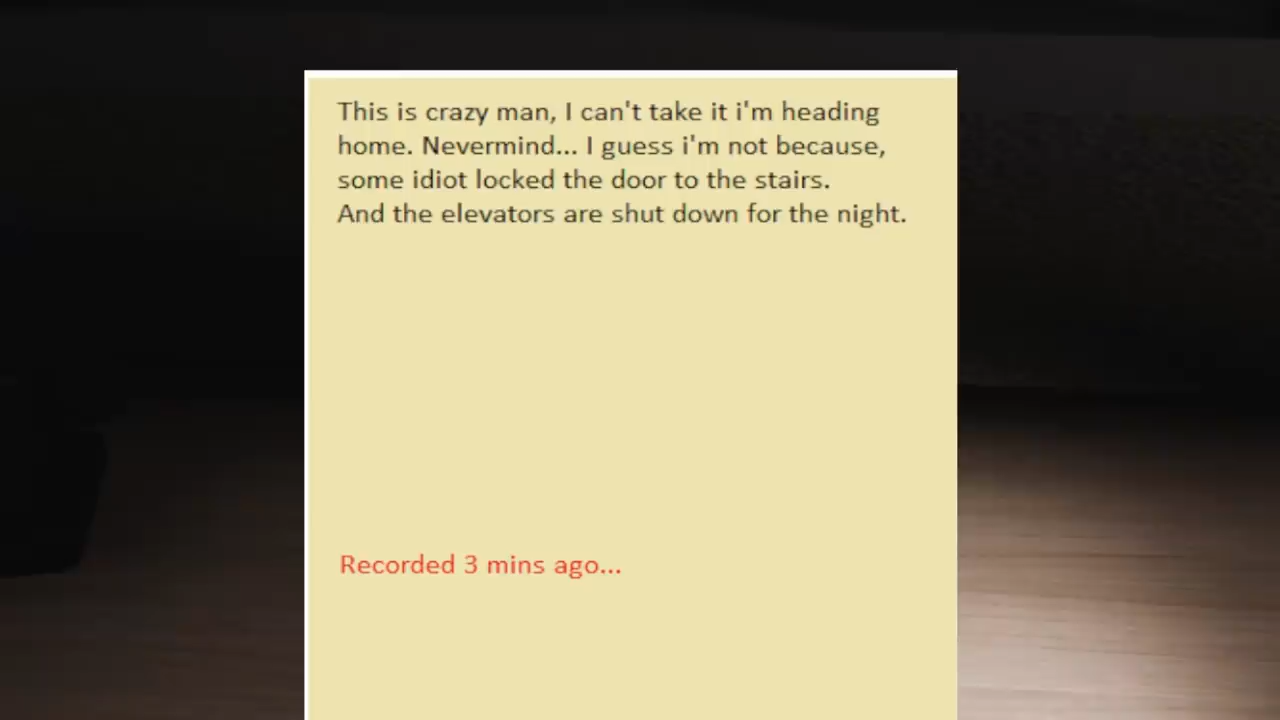 This is crazy man, I can't take it i'm heading
home. Nevermind... I guess i'm not because,
some idiot locked the door to the stairs.
And the elevators are shut down for the night.
Recorded 3 mins ago...